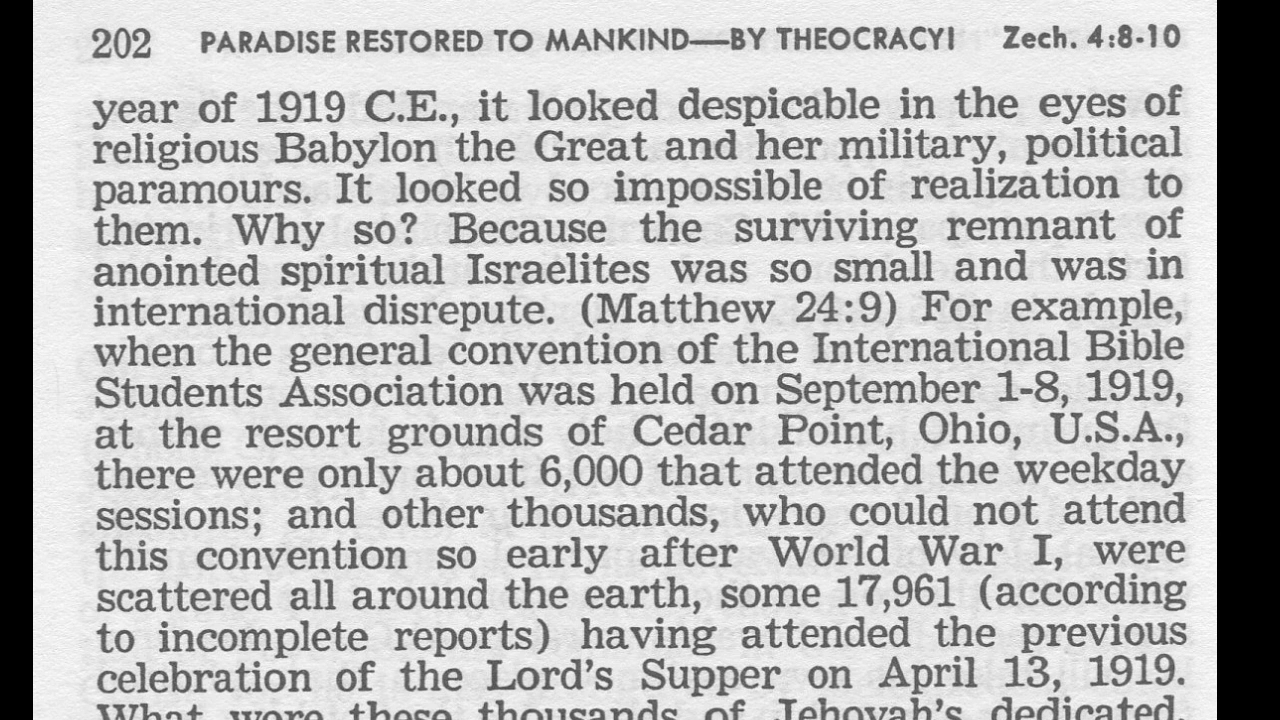 202 PARADISE RESTORED TO MANKIND—BY THEOCRACY! Zech. 4:8-10
year of 1919 C.E., it looked despicable in the eyes of
religious Babylon the Great and her military, political
paramours. It looked so impossible of realization to
them. Why so? Because the surviving remnant of
anointed spiritual Israelites was so small and was in
international disrepute. (Matthew 24:9) For example,
when the general convention of the International Bible
Students Association was held on September 1-8, 1919,
at the resort grounds of Cedar Point, Ohio, U.S.A.,
there were only about 6,000 that attended the weekday
sessions; and other thousands, who could not attend
this convention so early after World War I, were
scattered all around the earth, some 17,961 (according
to incomplete reports) having attended the previous
celebration of the Lord's Supper on April 13, 1919.
What were these thousands of Jehovah's dedicated,